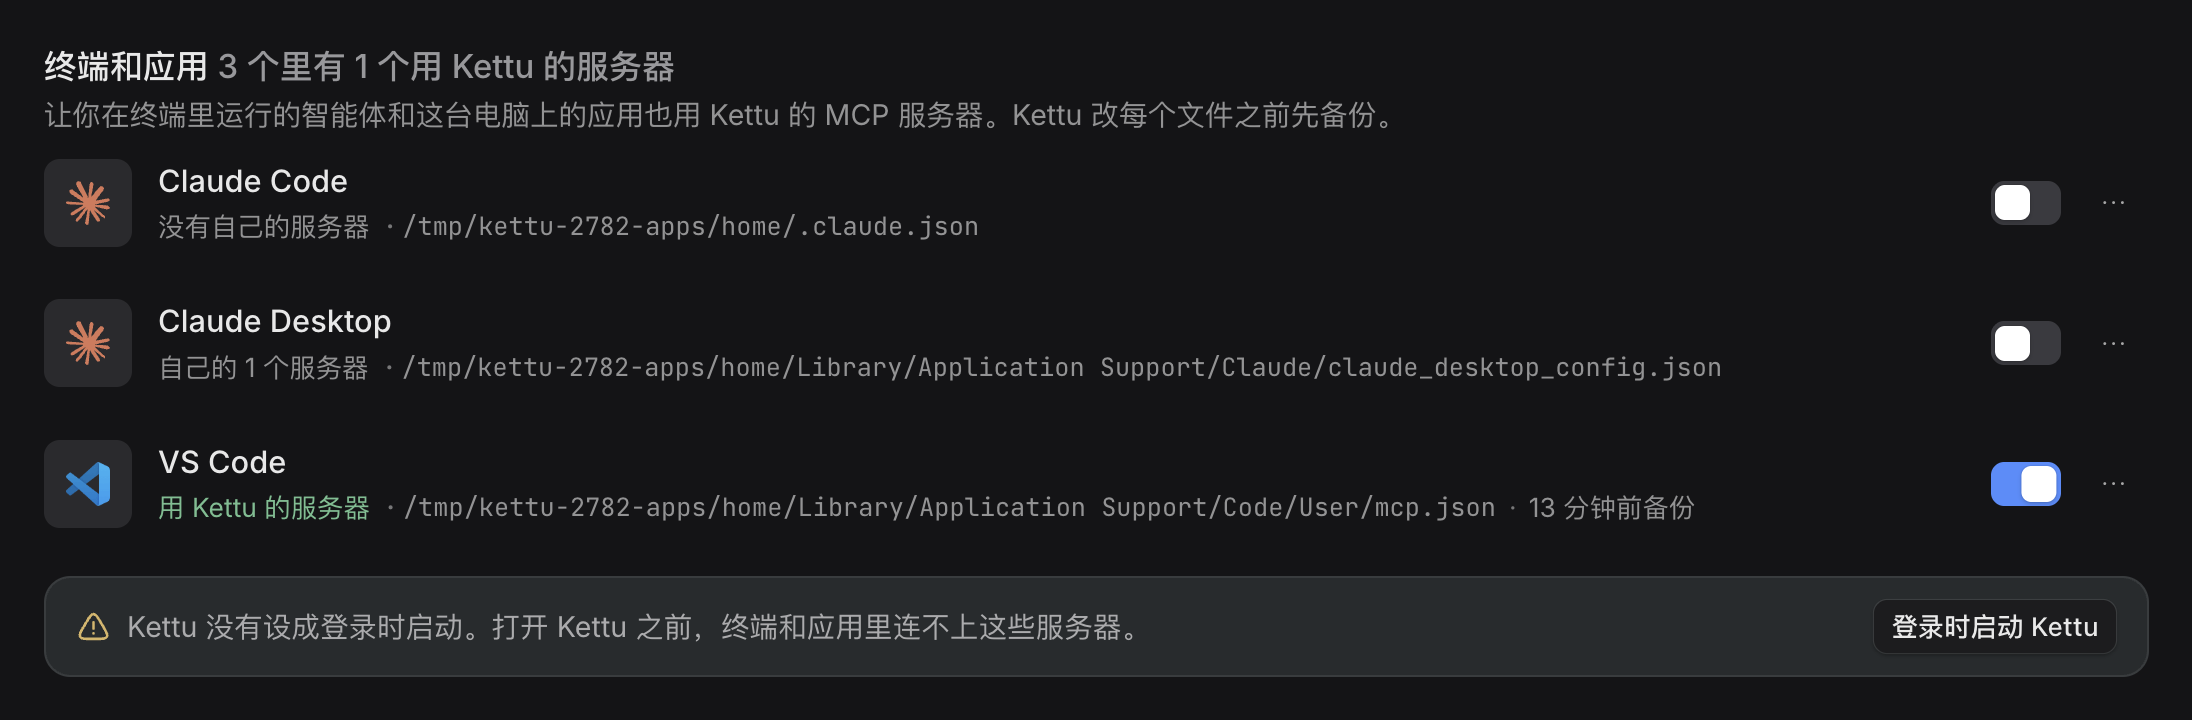 终端和应用 3 个里有 1 个用 Kettu 的服务器
让你在终端里运行的智能体和这台电脑上的应用也用 Kettu 的 MCP 服务器。Kettu 改每个文件之前先备份。
Claude Code
没有自己的服务器 · /tmp/kettu-2782-apps/home/.claude.json
Claude Desktop
自己的 1 个服务器 · /tmp/kettu-2782-apps/home/Library/Application Support/Claude/claude_desktop_config.json
VS Code
用 Kettu 的服务器 · /tmp/kettu-2782-apps/home/Library/Application Support/Code/User/mcp.json · 13 分钟前备份
Kettu 没有设成登录时启动。打开 Kettu 之前，终端和应用里连不上这些服务器。
登录时启动 Kettu